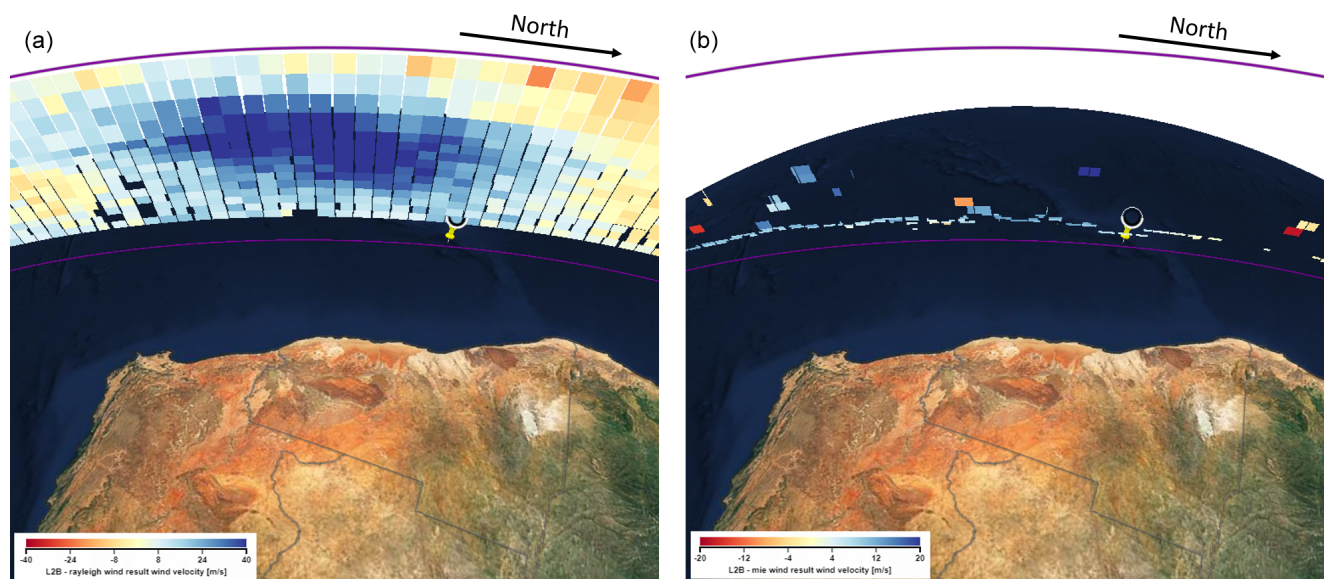 (a)
North
-40 -24 -8 8 24 40
L2B - rayleigh wind result wind velocity [m/s]
(b)
North
-20 -12 -4 4 12 20
L2B - mie wind result wind velocity [m/s]